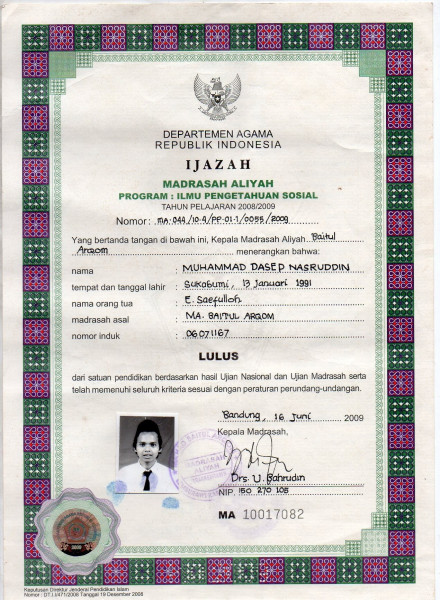 DEPARTEMEN AGAMA
REPUBLIK INDONESIA
IJAZAH
MADRASAH ALIYAH
PROGRAM : ILMU PENGETAHUAN SOSIAL
TAHUN PELAJARAN 2008/2009
Nomor : MA.044/10.4/PP.01.1/0055/2009
Yang bertanda tangan di bawah ini, Kepala Madrasah Aliyah Baitul
Arqom menerangkan bahwa:
nama : MUHAMMAD DASEP NASRUDDIN
tempat dan tanggal lahir : Sukabumi, 13 Januari 1991
nama orang tua : E. Saefulloh
madrasah asal : MA. BAITUL ARQOM
nomor induk : 06071167
LULUS
dari satuan pendidikan berdasarkan hasil Ujian Nasional dan Ujian Madrasah serta
telah memenuhi seluruh kriteria sesuai dengan peraturan perundang-undangan.
Bandung, 16 Juni 2009
Kepala Madrasah,
Drs. U. Bahrudin
NIP. 150 270 105
MA 10017082
Keputusan Direktur Jenderal Pendidikan Islam
Nomor : DT.I.I/471/2008 Tanggal 19 Desember 2008